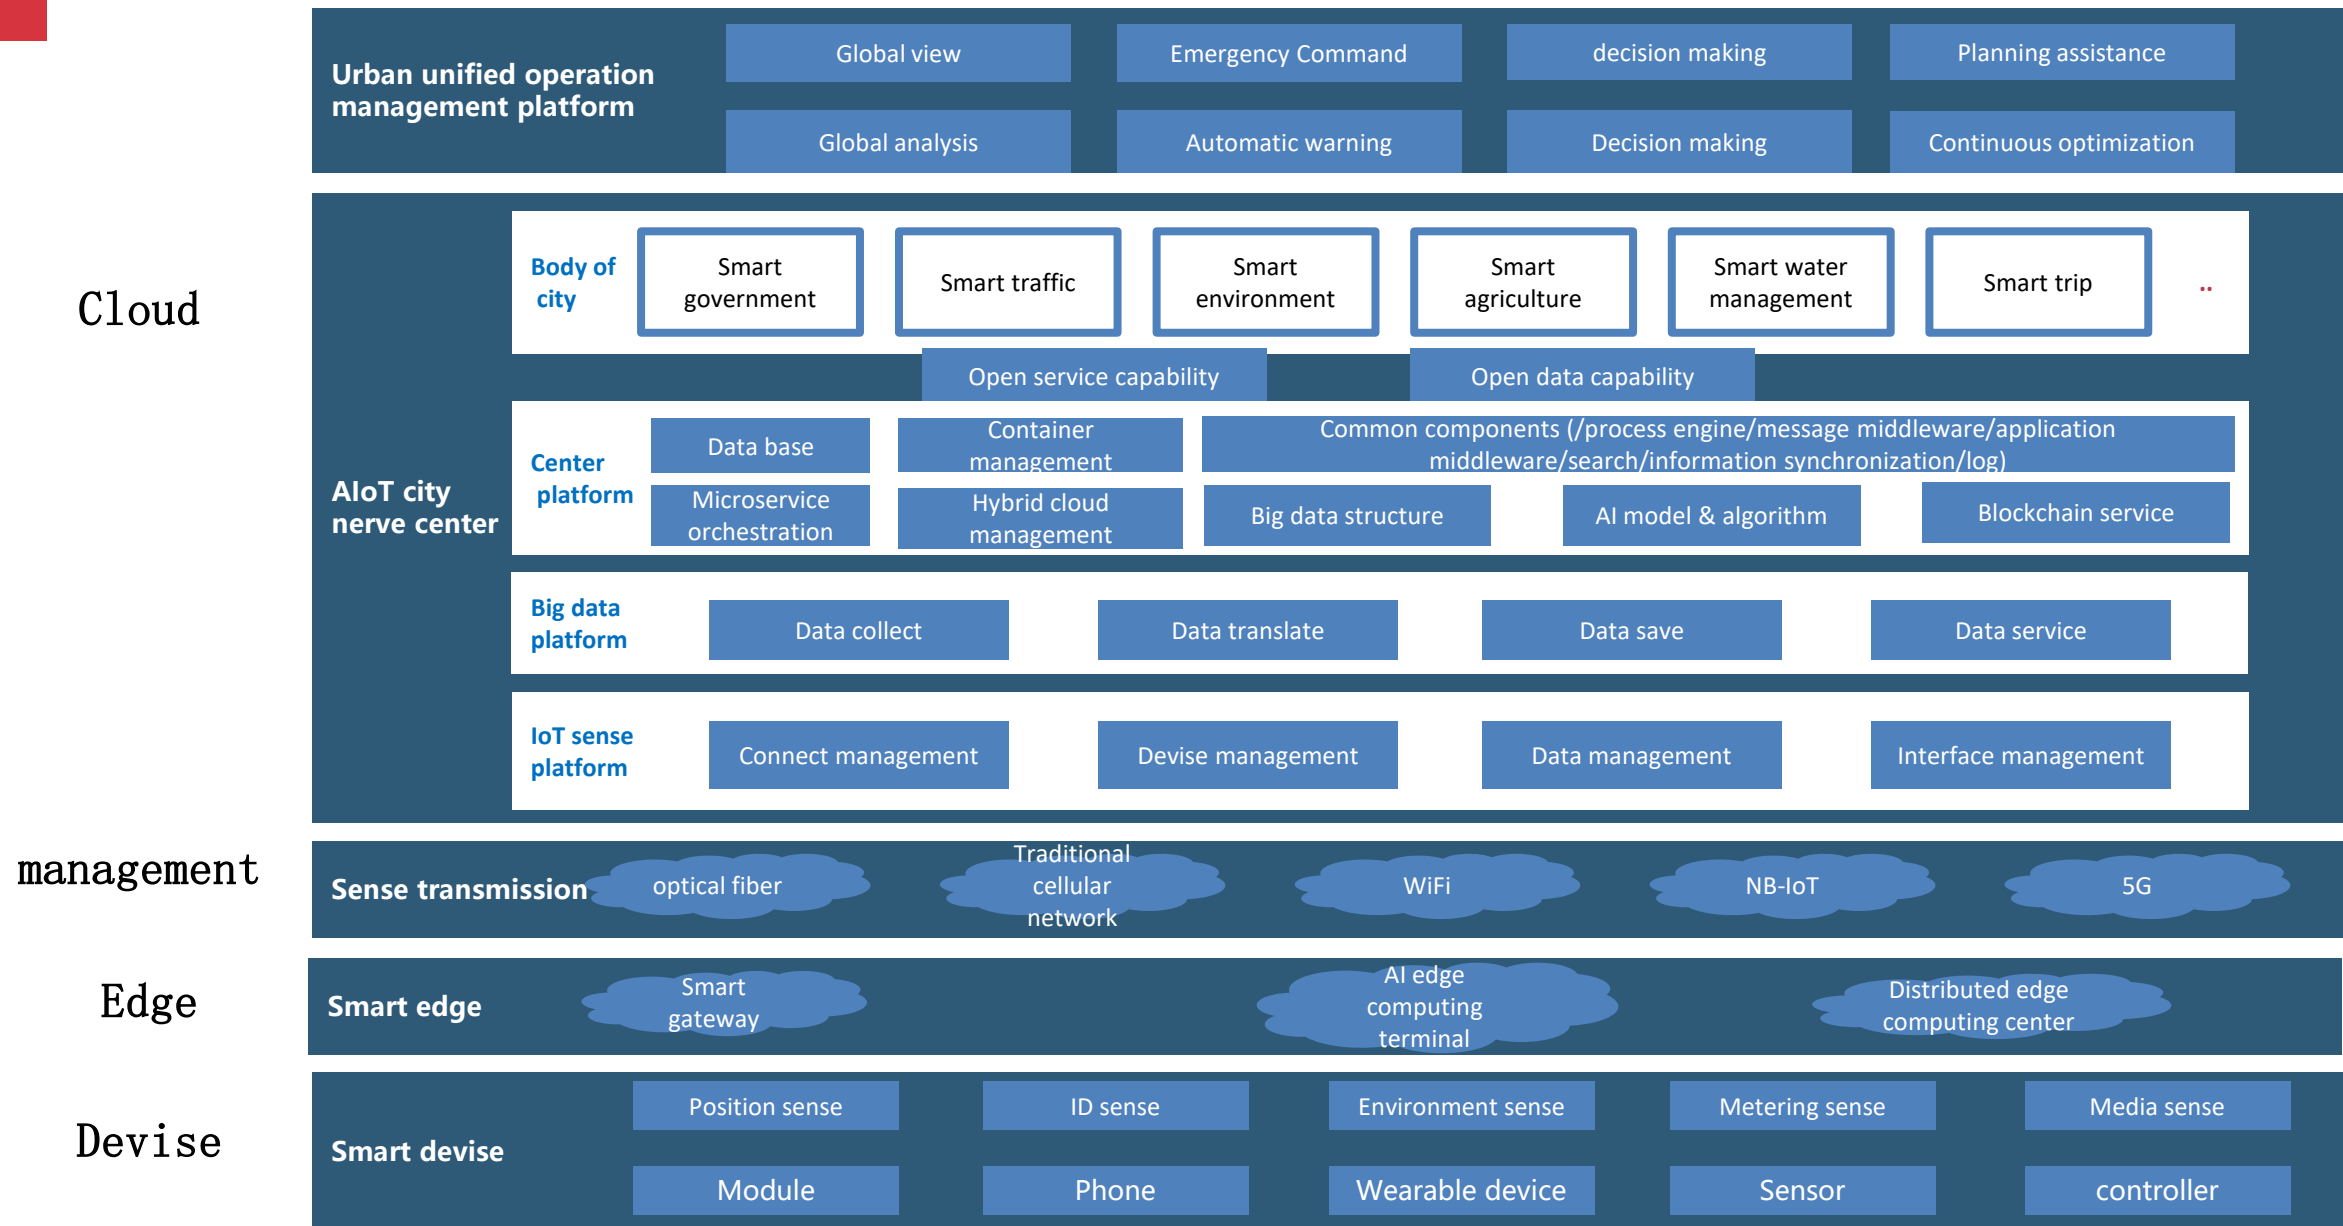 Urban unified operation
management platform
Global view
Emergency Command
decision making
Planning assistance
Global analysis
Automatic warning
Decision making
Continuous optimization
Cloud
AIoT city
nerve center
Body of
city
Smart
government
Smart traffic
Smart
environment
Smart
agriculture
Smart water
management
Smart trip
..
Open service capability
Open data capability
Center
platform
Data base
Container
management
Common components (/process engine/message middleware/application
middleware/search/information synchronization/log)
Microservice
orchestration
Hybrid cloud
management
Big data structure
AI model & algorithm
Blockchain service
Big data
platform
Data collect
Data translate
Data save
Data service
IoT sense
platform
Connect management
Devise management
Data management
Interface management
management
Sense transmission
optical fiber
Traditional
cellular
network
WiFi
NB-IoT
5G
Edge
Smart edge
Smart
gateway
AI edge
computing
terminal
Distributed edge
computing center
Devise
Smart devise
Position sense
ID sense
Environment sense
Metering sense
Media sense
Module
Phone
Wearable device
Sensor
controller